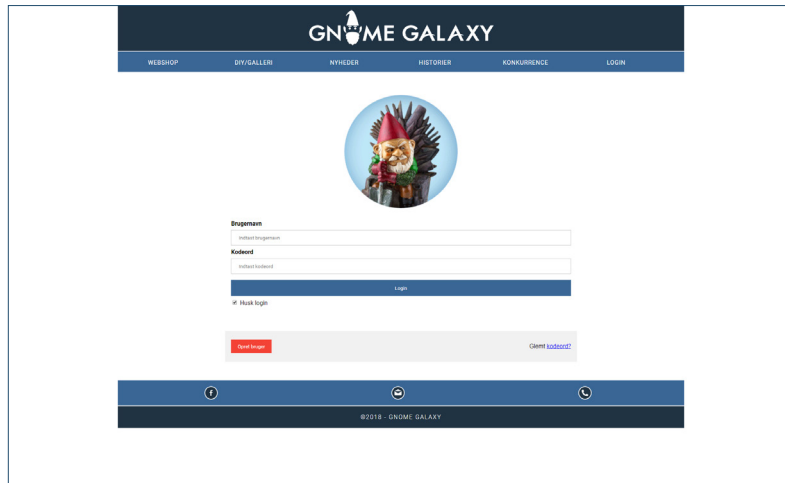 GNOME GALAXY
WEBSHOP DIY/GALLERI NYHEDER HISTORIER KONKURRENCE LOGIN
Brugernavn
Indtast brugernavn
Kodeord
Indtast kodeord
Login
Husk login
Opret bruger Glemt kodeord?
©2018 - GNOME GALAXY